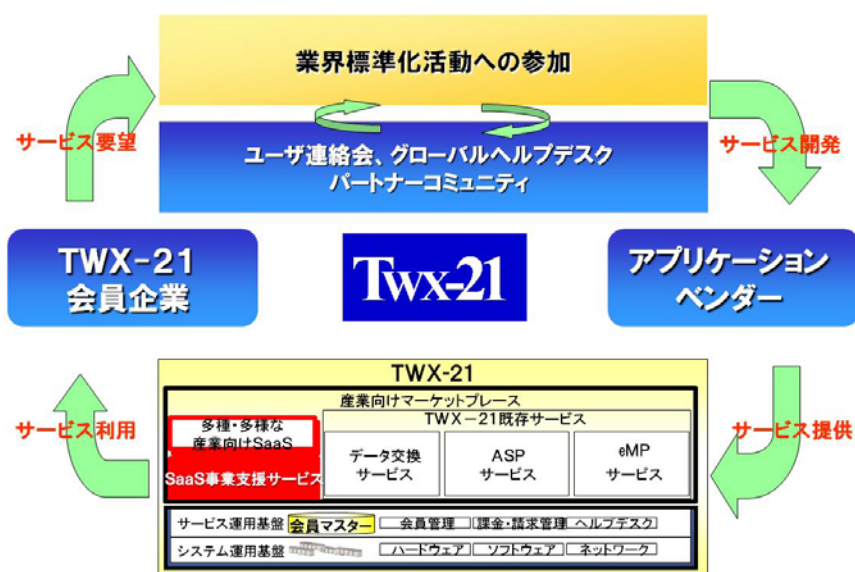 業界標準化活動への参加
サービス要望
サービス開発
ユーザ連絡会、グローバルヘルプデスク
パートナーコミュニティ
TWX-21
会員企業
TWX-21
アプリケーション
ベンダー
TWX-21
産業向けマーケットプレース
TWX－21既存サービス
多種・多様な
産業向けSaaS
SaaS事業支援サービス
データ交換
サービス
ASP
サービス
eMP
サービス
サービス利用
サービス提供
サービス運用基盤 会員マスター 会員管理 課金・請求管理 ヘルプデスク
システム運用基盤 ハードウェア ソフトウェア ネットワーク